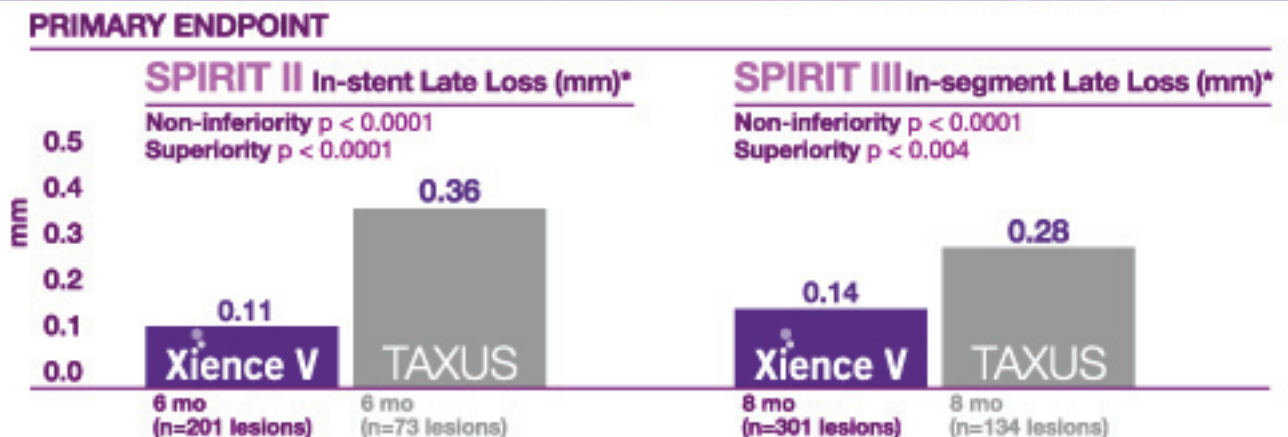 PRIMARY ENDPOINT
SPIRIT II In-stent Late Loss (mm)*
Non-inferiority p < 0.0001
Superiority p < 0.0001
SPIRIT III In-segment Late Loss (mm)*
Non-inferiority p < 0.0001
Superiority p < 0.004
mm
0.5
0.4
0.3
0.2
0.1
0.0
0.11
0.36
Xience V
TAXUS
6 mo
(n=201 lesions)
6 mo
(n=73 lesions)
0.14
0.28
Xience V
TAXUS
8 mo
(n=301 lesions)
8 mo
(n=134 lesions)